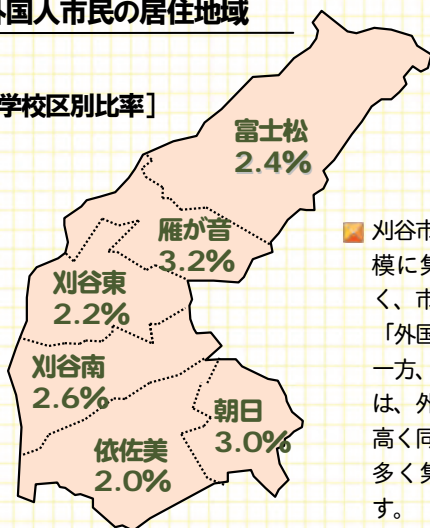 外国人市民の居住地域
学校区別比率］
富士松
2.4%
雁が音
3.2%
刈谷東
2.2%
刈谷南
2.6%
朝日
3.0%
依佐美
2.0%
刈谷市
模に集
く、市
「外国
一方、
は、外
高く同
多く集
す。